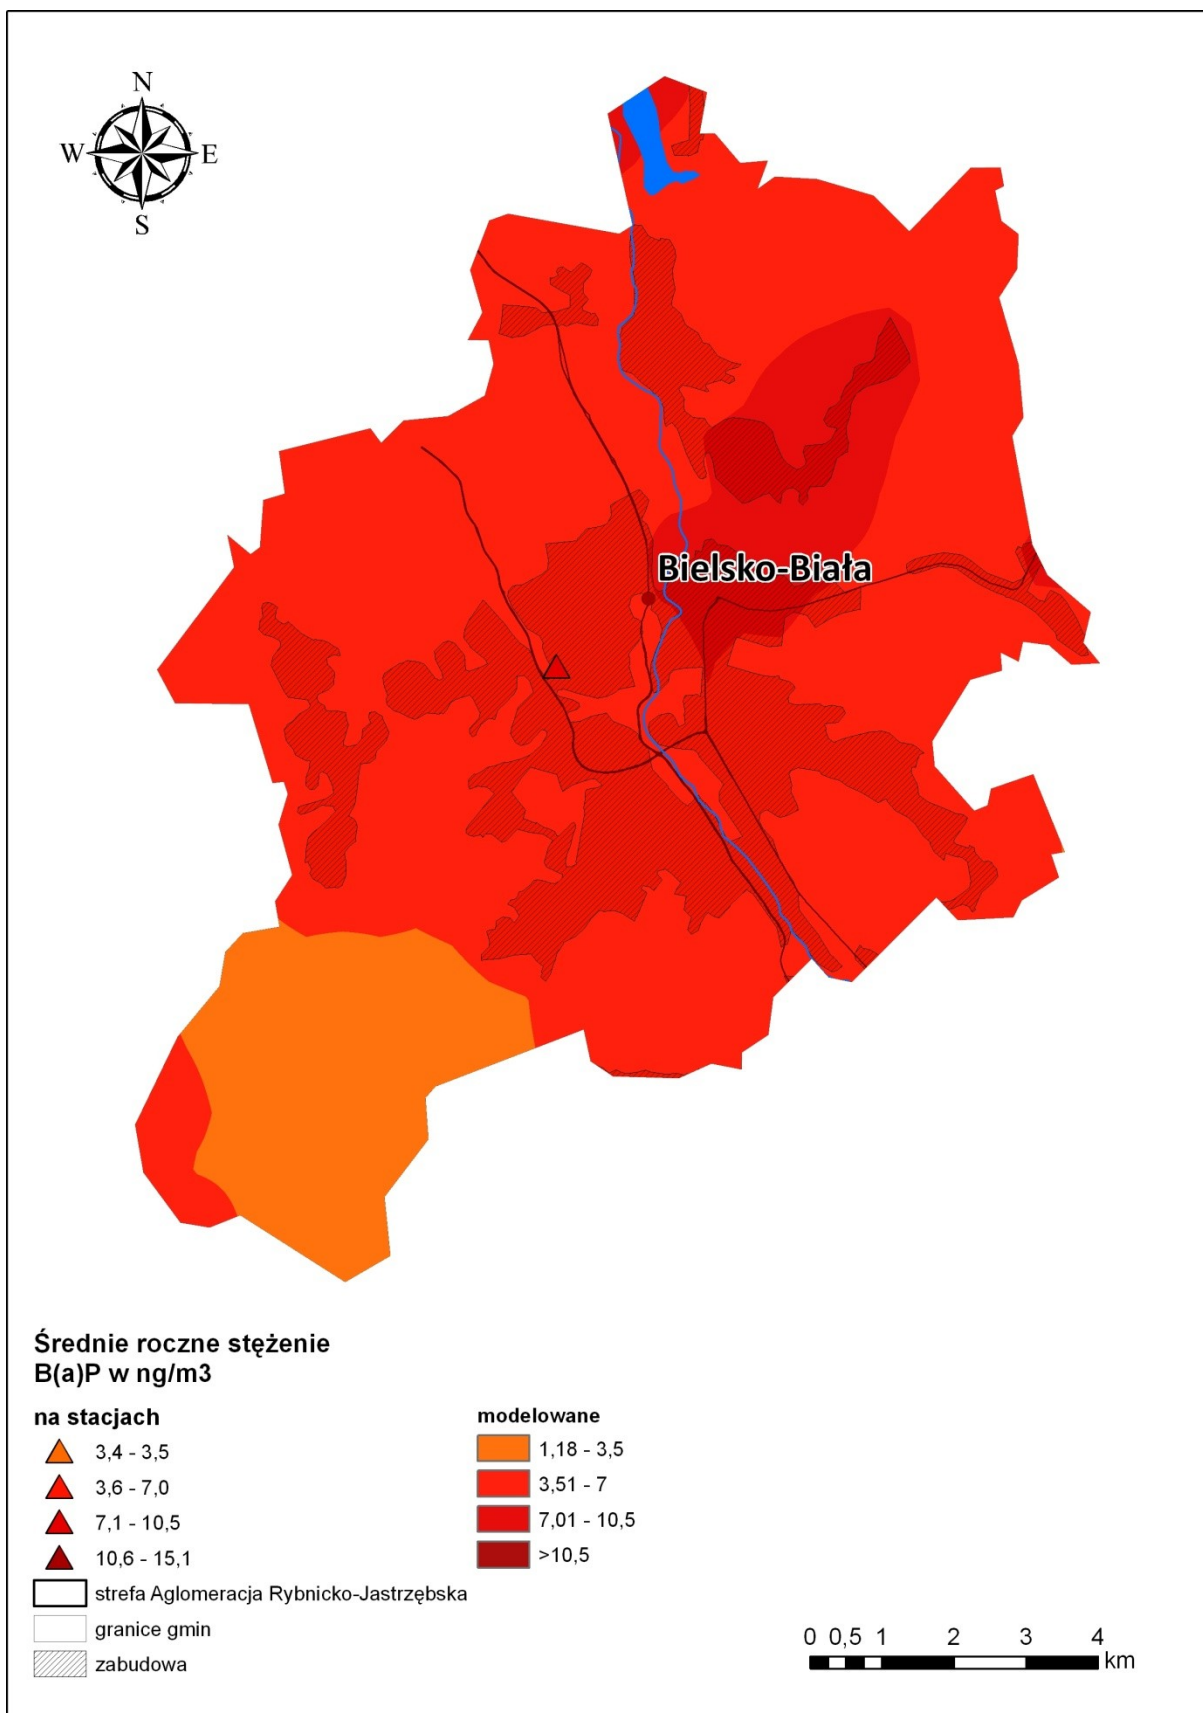 N
W E
S
Bielsko-Biała
Średnie roczne stężenie
B(a)P w ng/m3
na stacjach
3,4 - 3,5
3,6 - 7,0
7,1 - 10,5
10,6 - 15,1
strefa Aglomeracja Rybnicko-Jastrzębska
granice gmin
zabudowa
modelowane
1,18 - 3,5
3,51 - 7
7,01 - 10,5
>10,5
0 0,5 1 2 3 4
km